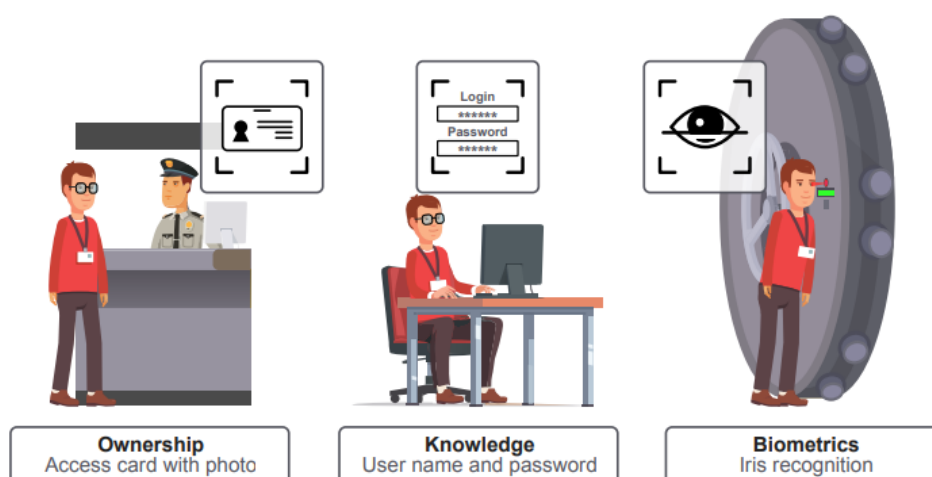 Login
******
Password
******
Ownership
Access card with photo
Knowledge
User name and password
Biometrics
Iris recognition